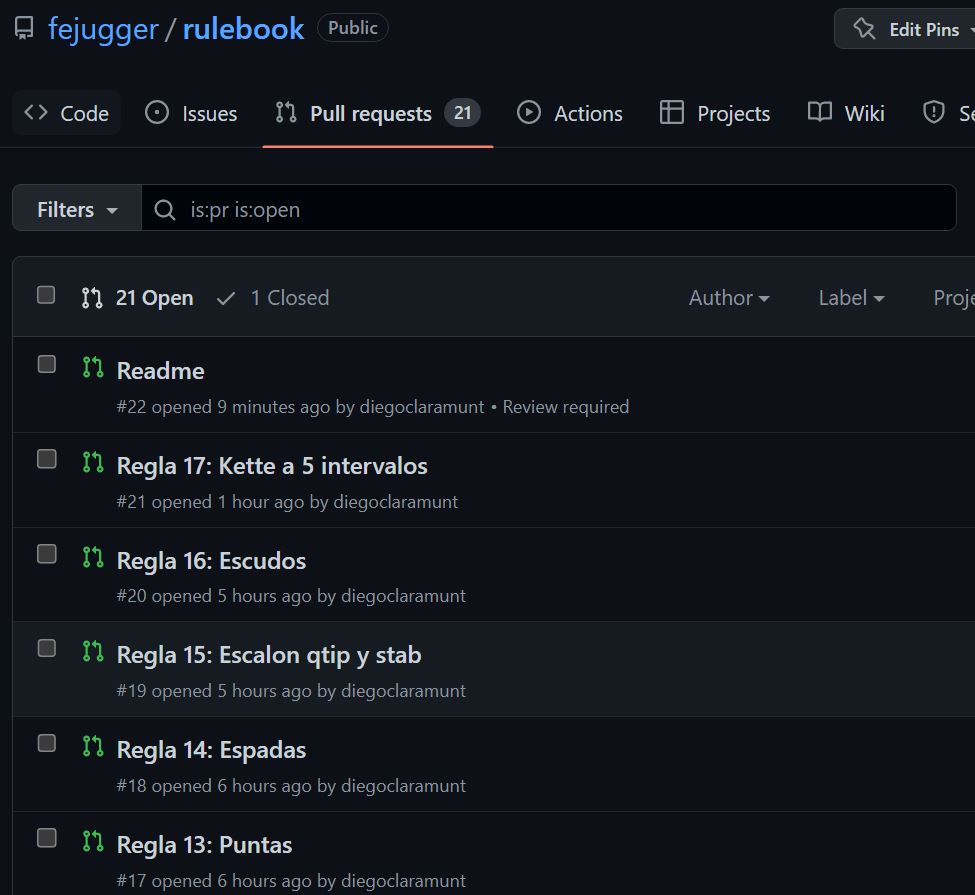 fejugger / rulebook Public Edit Pins
Code Issues Pull requests 21 Actions Projects Wiki
Filters is:pr is:open
21 Open 1 Closed Author Label
Readme
#22 opened 9 minutes ago by diegoclaramunt • Review required
Regla 17: Kette a 5 intervalos
#21 opened 1 hour ago by diegoclaramunt
Regla 16: Escudos
#20 opened 5 hours ago by diegoclaramunt
Regla 15: Escalon qtip y stab
#19 opened 5 hours ago by diegoclaramunt
Regla 14: Espadas
#18 opened 6 hours ago by diegoclaramunt
Regla 13: Puntas
#17 opened 6 hours ago by diegoclaramunt